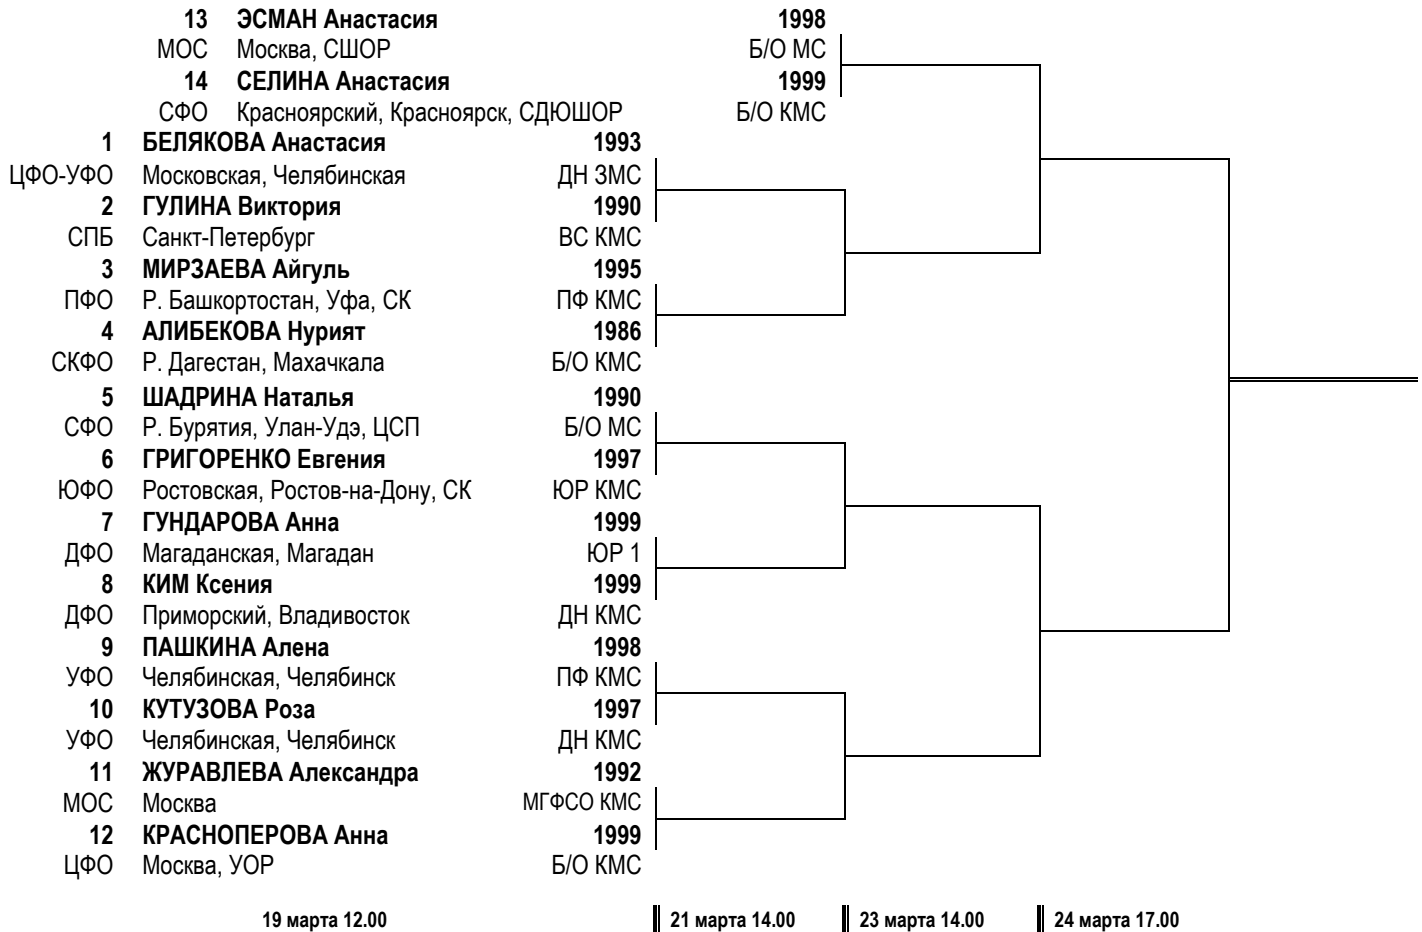 13 ЭСМАН Анастасия 1998
МОС Москва, СШОР Б/О МС
14 СЕЛИНА Анастасия 1999
СФО Красноярский, Красноярск, СДЮШОР Б/О КМС
1 БЕЛЯКОВА Анастасия 1993
ЦФО-УФО Московская, Челябинская ДН ЗМС
2 ГУЛИНА Виктория 1990
СПБ Санкт-Петербург ВС КМС
3 МИРЗАЕВА Айгуль 1995
ПФО Р. Башкортостан, Уфа, СК ПФ КМС
4 АЛИБЕКОВА Нурият 1986
СКФО Р. Дагестан, Махачкала Б/О КМС
5 ШАДРИНА Наталья 1990
СФО Р. Бурятия, Улан-Удэ, ЦСП Б/О МС
6 ГРИГОРЕНКО Евгения 1997
ЮФО Ростовская, Ростов-на-Дону, СК ЮР КМС
7 ГУНДАРОВА Анна 1999
ДФО Магаданская, Магадан ЮР 1
8 КИМ Ксения 1999
ДФО Приморский, Владивосток ДН КМС
9 ПАШКИНА Алена 1998
УФО Челябинская, Челябинск ПФ КМС
10 КУТУЗОВА Роза 1997
УФО Челябинская, Челябинск ДН КМС
11 ЖУРАВЛЕВА Александра 1992
МОС Москва МГФСО КМС
12 КРАСНОПЕРОВА Анна 1999
ЦФО Москва, УОР Б/О КМС
19 марта 12.00 21 марта 14.00 23 марта 14.00 24 марта 17.00